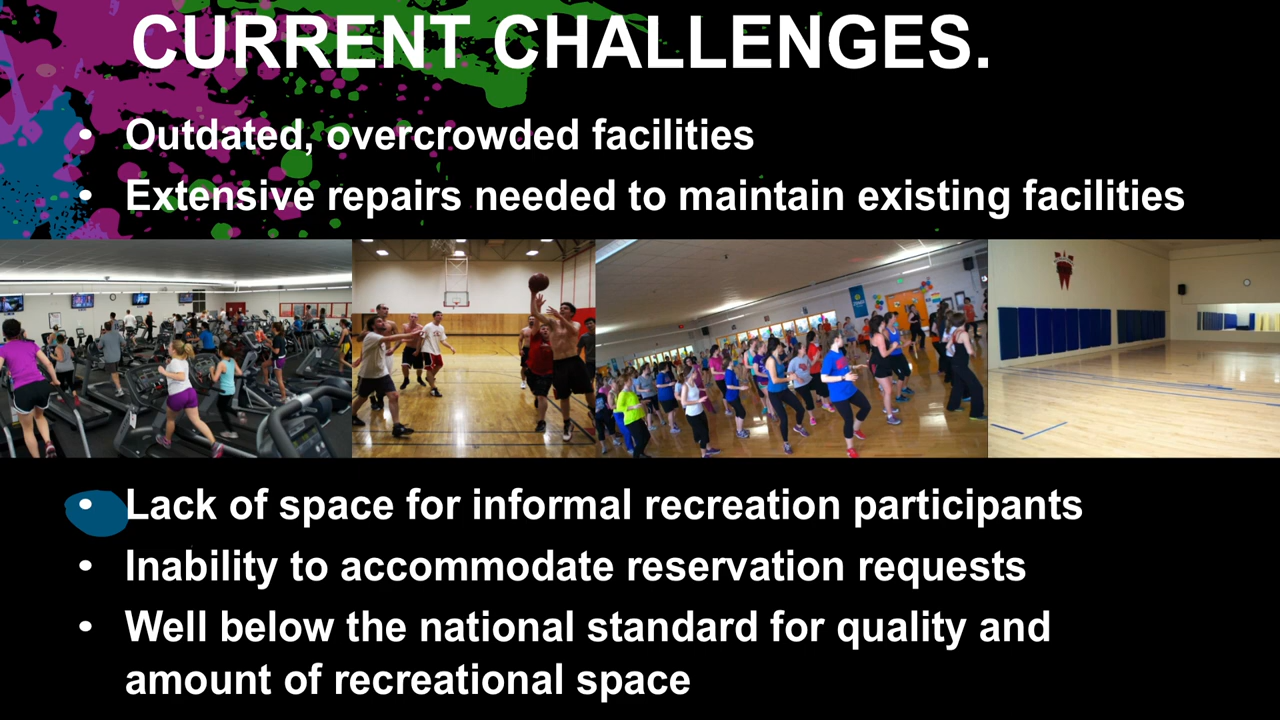 CURRENT CHALLENGES.
• Outdated, overcrowded facilities
• Extensive repairs needed to maintain existing facilities
• Lack of space for informal recreation participants
• Inability to accommodate reservation requests
• Well below the national standard for quality and
amount of recreational space